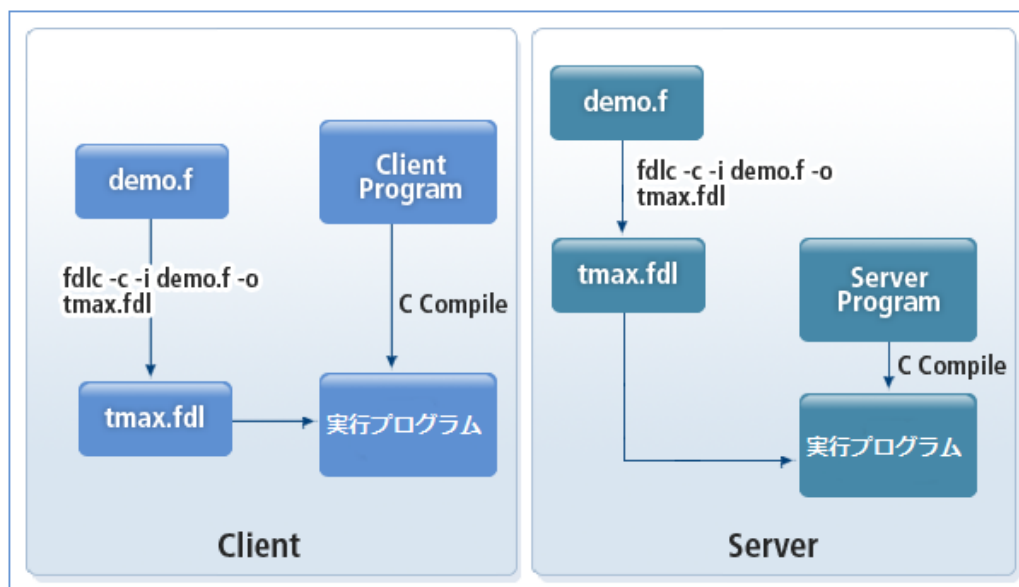 demo.f
Client
Program
fdlc -c -i demo.f -o
tmax.fdl
C Compile
tmax.fdl
実行プログラム
Client
demo.f
fdlc -c -i demo.f -o
tmax.fdl
tmax.fdl
Server
Program
C Compile
実行プログラム
Server